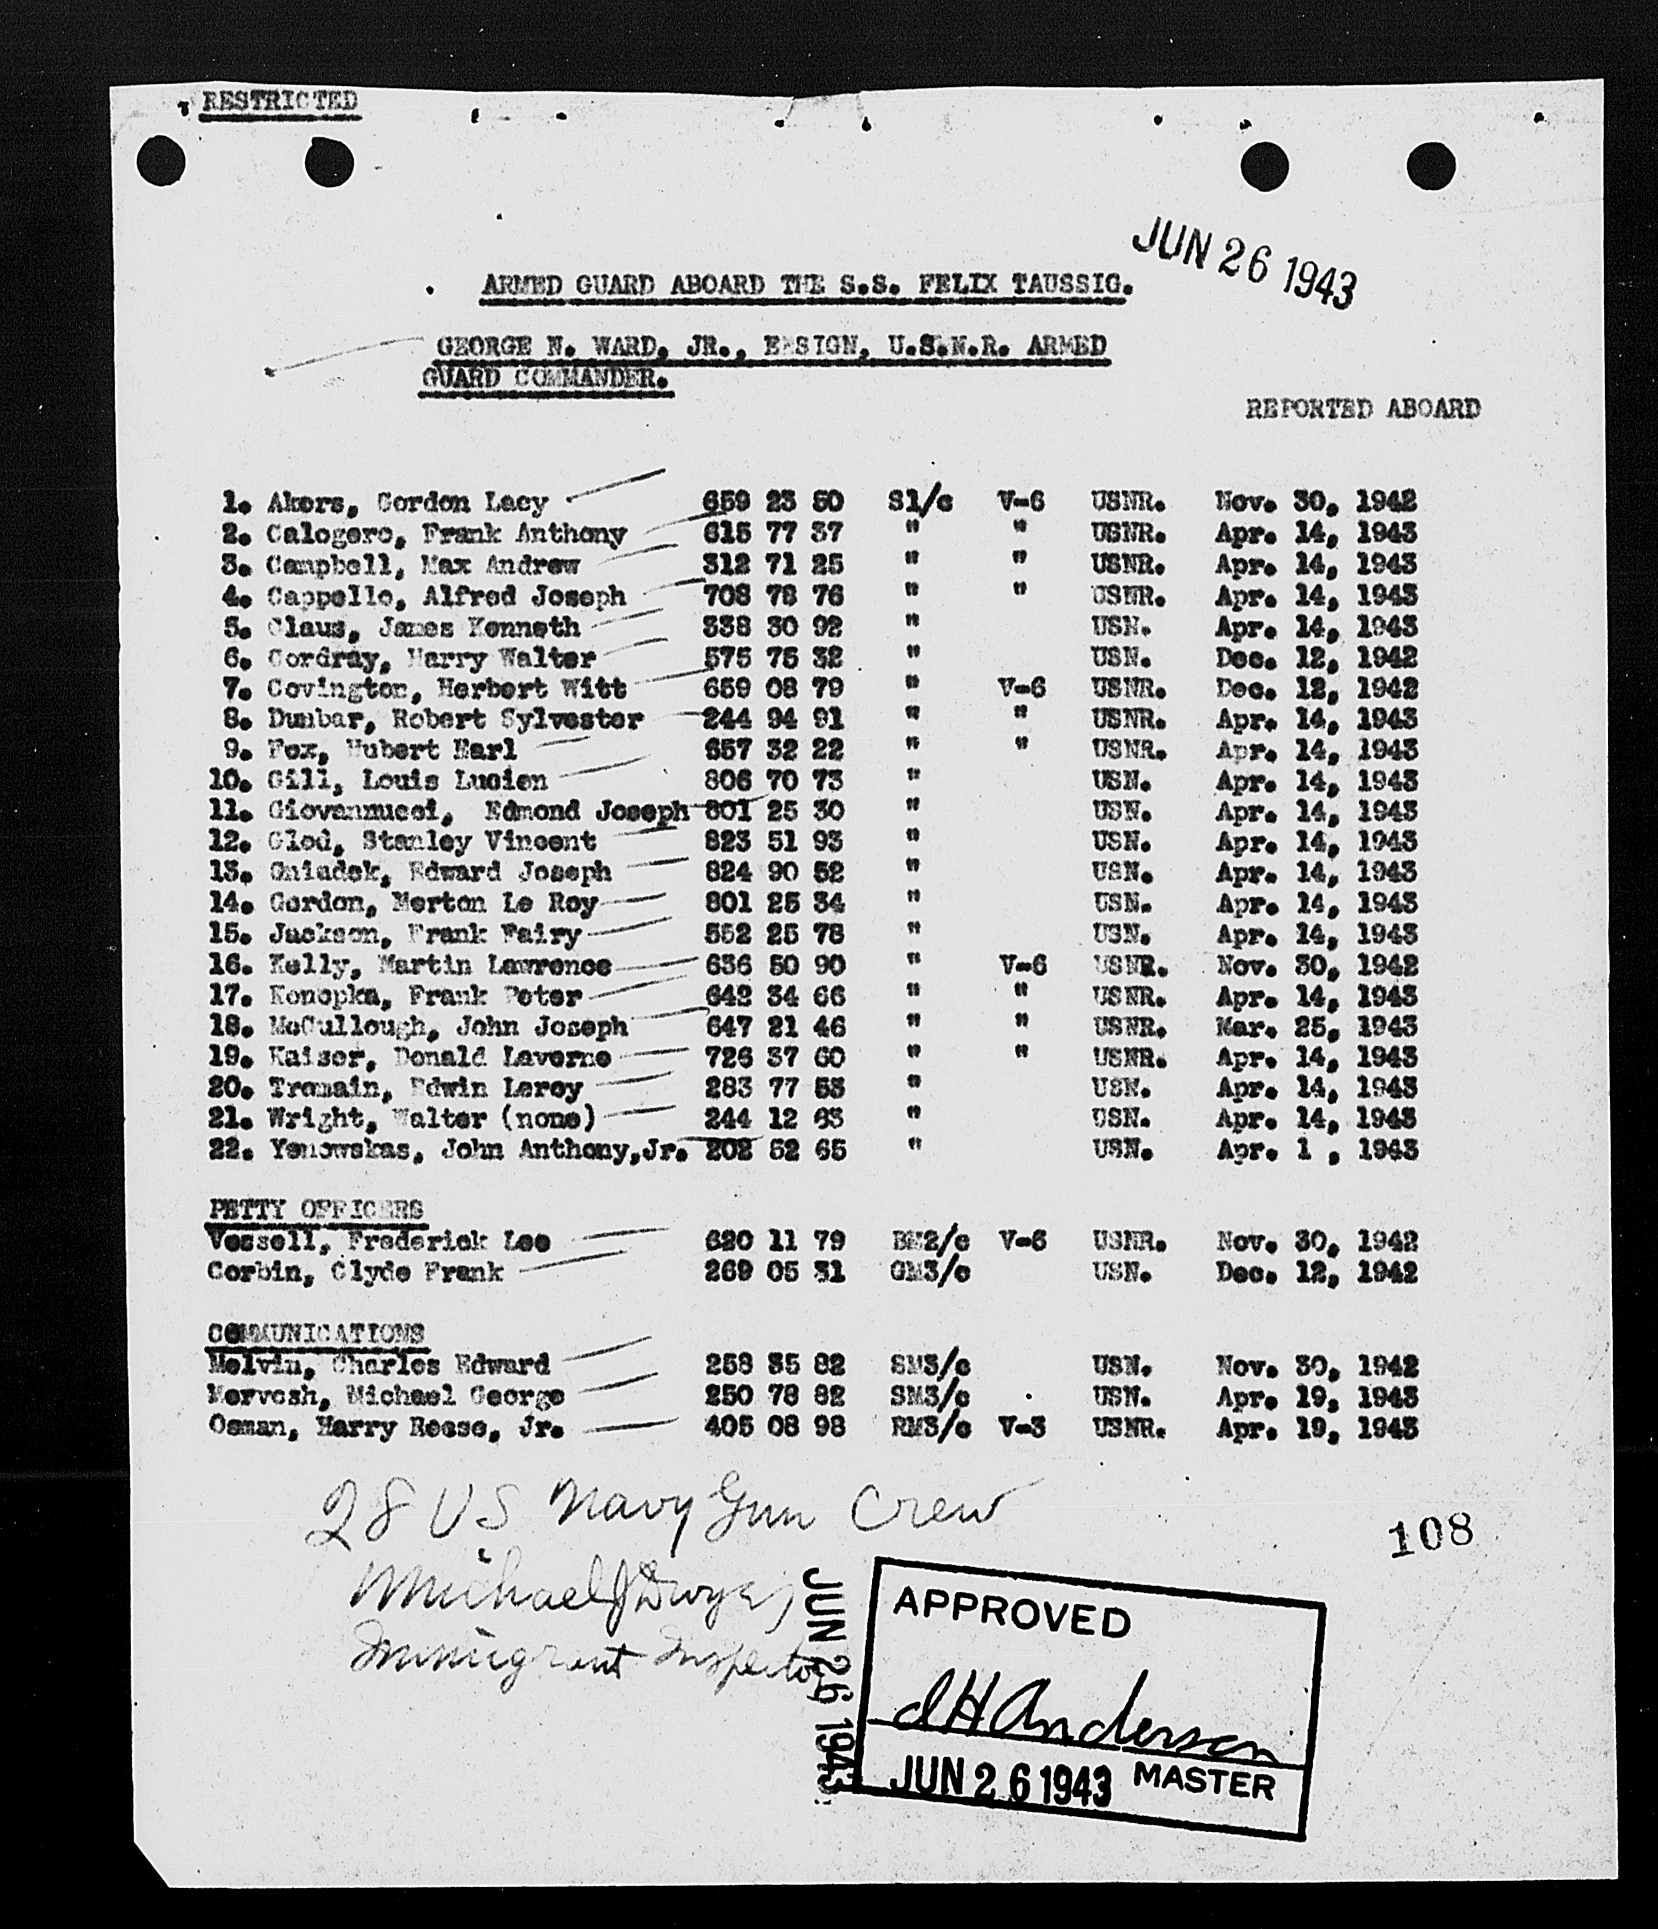 RESTRICTED
JUN 26 1943
ARMED GUARD ABOARD THE S.S. FELIX TAUSSIG.
GEORGE N. WARD, JR., ENSIGN, U.S.N.R. ARMED
GUARD COMMANDER.
REPORTED ABOARD
1. Akers, Gordon Lacy 659 23 50 S1/c V-6 USNR. Nov. 30, 1942
2. Calogero, Frank Anthony 615 77 37 " " USNR. Apr. 14, 1943
3. Campbell, Max Andrew 312 71 25 " " USNR. Apr. 14, 1943
4. Cappello, Alfred Joseph 708 78 76 " " USNR. Apr. 14, 1943
5. Claus, James Kenneth 338 30 92 " USN. Apr. 14, 1943
6. Cordray, Harry Walter 575 75 32 " USN. Dec. 12, 1942
7. Covington, Herbert Witt 659 08 79 " V-6 USNR. Dec. 12, 1942
8. Dunbar, Robert Sylvester 244 94 91 " " USNR. Apr. 14, 1943
9. Fox, Hubert Earl 657 32 22 " " USNR. Apr. 14, 1943
10. Gill, Louis Lucien 806 70 73 " USN. Apr. 14, 1943
11. Giovannucci, Edmond Joseph 801 25 30 " USN. Apr. 14, 1943
12. Glod, Stanley Vincent 823 51 93 " USN. Apr. 14, 1943
13. Gniadek, Edward Joseph 824 90 52 " USN. Apr. 14, 1943
14. Gordon, Merton Le Roy 801 25 34 " USN. Apr. 14, 1943
15. Jackson, Frank Fairy 552 25 78 " USN. Apr. 14, 1943
16. Kelly, Martin Lawrence 636 50 90 " V-6 USNR. Nov. 30, 1942
17. Konopka, Frank Peter 642 34 66 " " USNR. Apr. 14, 1943
18. McCullough, John Joseph 647 21 46 " " USNR. Mar. 25, 1943
19. Kaiser, Donald Laverne 726 37 60 " " USNR. Apr. 14, 1943
20. Tremain, Edwin Leroy 283 77 53 " USN. Apr. 14, 1943
21. Wright, Walter (none) 244 12 63 " USN. Apr. 14, 1943
22. Yenowskas, John Anthony, Jr. 202 52 65 " USN. Apr. 1 , 1943
PETTY OFFICERS
Vessell, Frederick Lee 620 11 79 BM2/c V-6 USNR. Nov. 30, 1942
Corbin, Clyde Frank 269 05 31 GM3/c USN. Dec. 12, 1942
COMMUNICATIONS
Melvin, Charles Edward 258 35 82 SM3/c USN. Nov. 30, 1942
Mervosh, Michael George 250 78 82 SM3/c USN. Apr. 19, 1943
Osman, Harry Reese, Jr. 405 08 98 RM3/c V-3 USNR. Apr. 19, 1943
28 US Navy Gun Crew
108
Michael J Dwyer
Immigrant Inspector
JUN 26 1943
APPROVED
JH Anderson
JUN 26 1943 MASTER